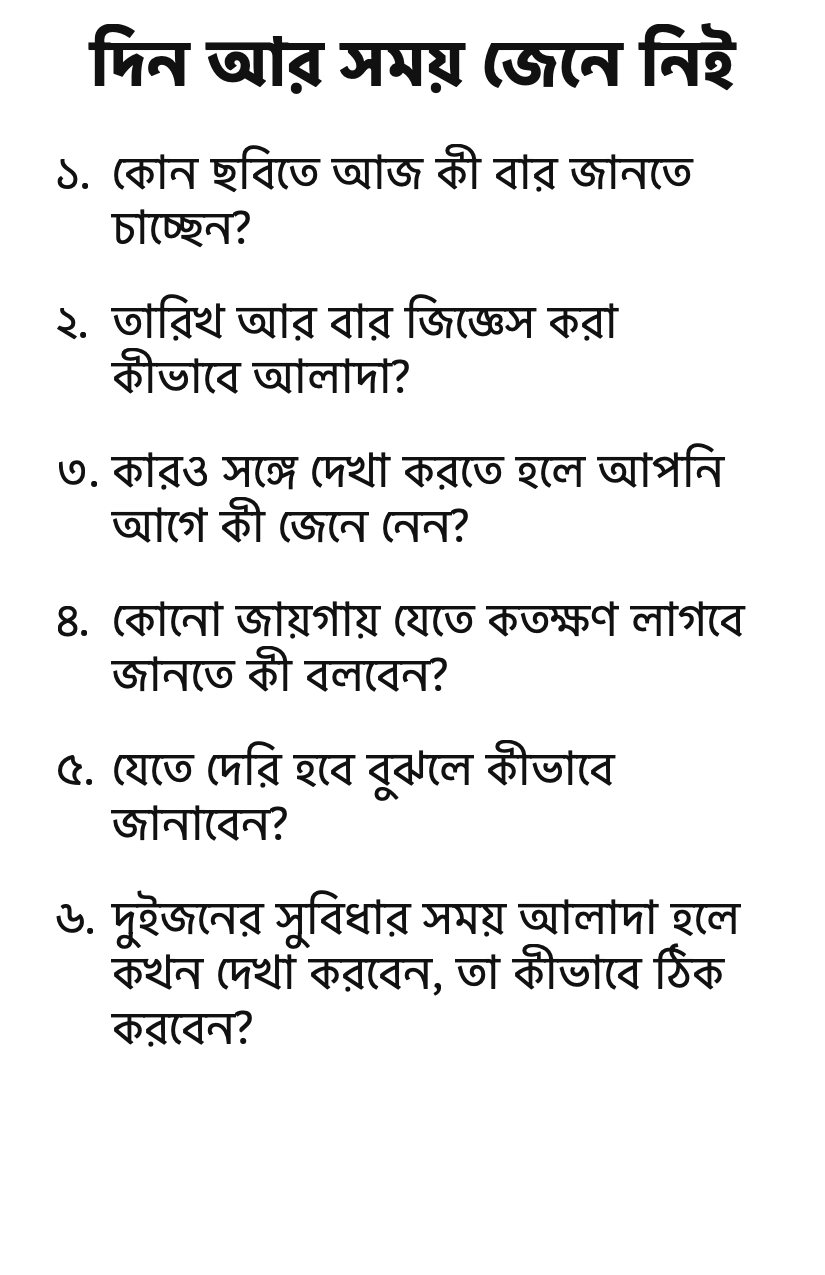 দিন আর সময় জেনে নিই
১. কোন ছবিতে আজ কী বার জানতে
চাচ্ছেন?
২. তারিখ আর বার জিজ্ঞেস করা
কীভাবে আলাদা?
৩. কারও সঙ্গে দেখা করতে হলে আপনি
আগে কী জেনে নেন?
৪. কোনো জায়গায় যেতে কতক্ষণ লাগবে
জানতে কী বলবেন?
৫. যেতে দেরি হবে বুঝলে কীভাবে
জানাবেন?
৬. দুইজনের সুবিধার সময় আলাদা হলে
কখন দেখা করবেন, তা কীভাবে ঠিক
করবেন?